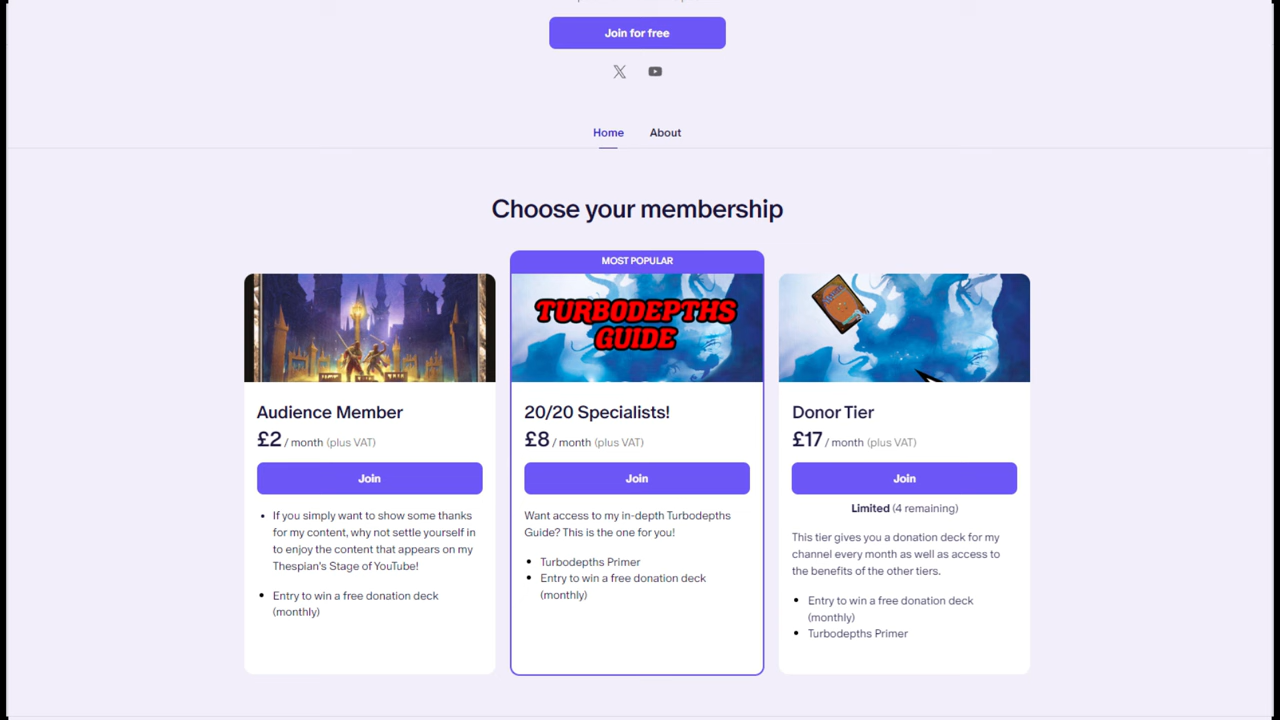 Join for free
Home About
Choose your membership
MOST POPULAR
TURBODEPTHS
GUIDE
Audience Member
£2 / month (plus VAT)
Join
• If you simply want to show some thanks
for my content, why not settle yourself in
to enjoy the content that appears on my
Thespian's Stage of YouTube!
• Entry to win a free donation deck
(monthly)
20/20 Specialists!
£8 / month (plus VAT)
Join
Want access to my in-depth Turbodepths
Guide? This is the one for you!
• Turbodepths Primer
• Entry to win a free donation deck
(monthly)
Donor Tier
£17 / month (plus VAT)
Join
Limited (4 remaining)
This tier gives you a donation deck for my
channel every month as well as access to
the benefits of the other tiers.
• Entry to win a free donation deck
(monthly)
• Turbodepths Primer